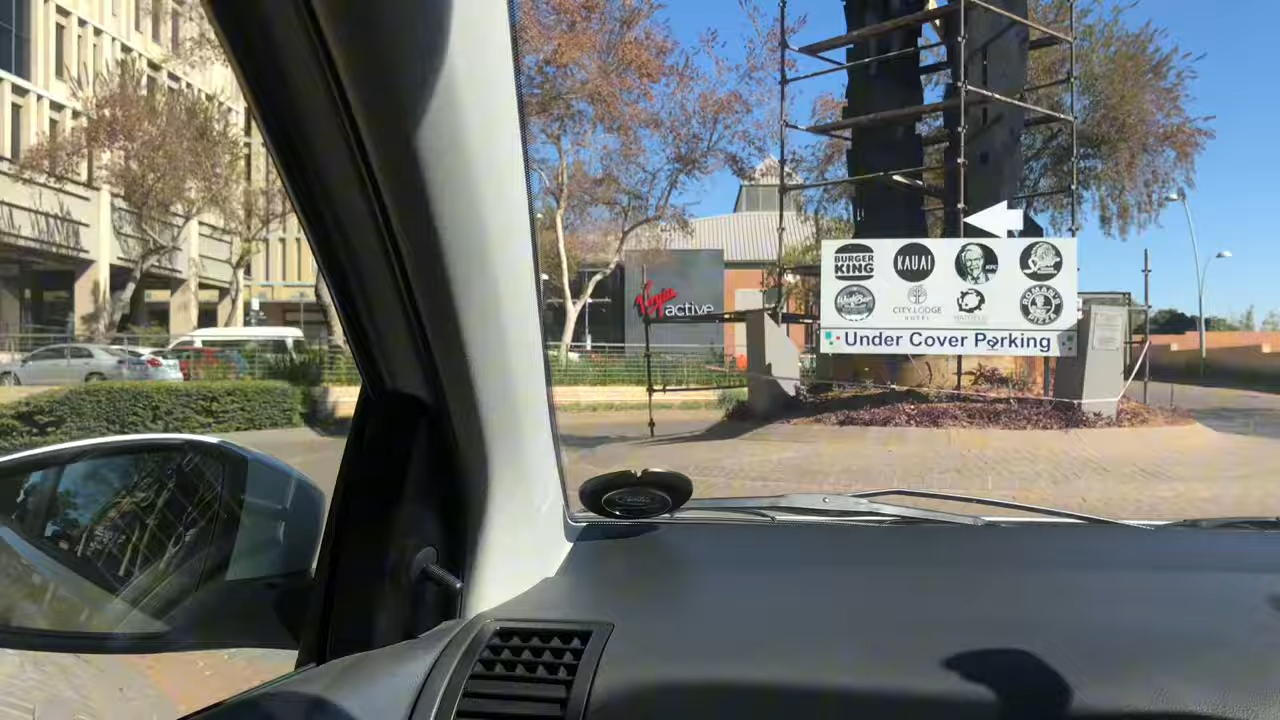 BURGER KING
KAUAI
KFC
CITY LODGE
HOTEL
ROMAN'S
PIZZA
Under Cover Parking
Virgin
active